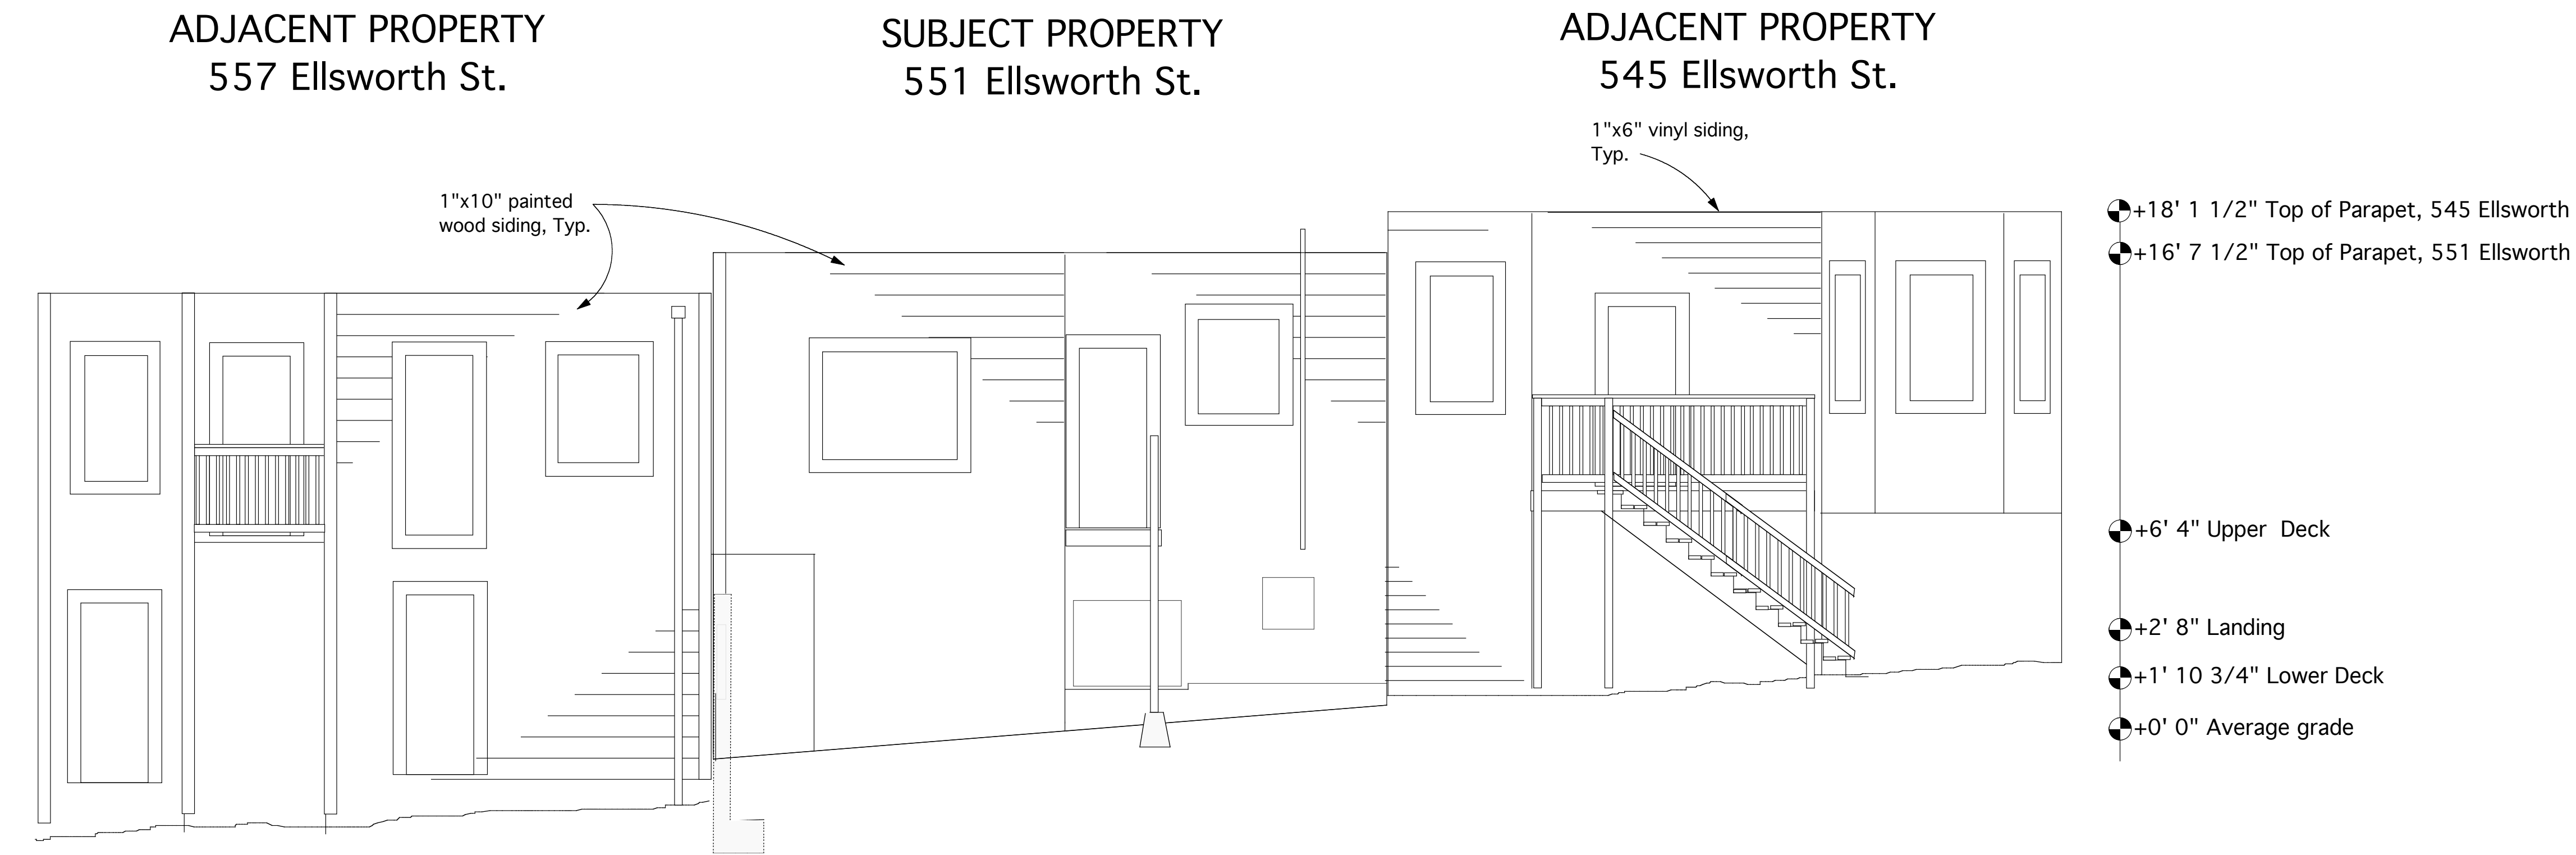 ADJACENT PROPERTY
557 Ellsworth St.
SUBJECT PROPERTY
551 Ellsworth St.
ADJACENT PROPERTY
545 Ellsworth St.
1"x6" vinyl siding,
Typ.
1"x10" painted
wood siding, Typ.
+18' 1 1/2" Top of Parapet, 545 Ellsworth
+16' 7 1/2" Top of Parapet, 551 Ellsworth
+6' 4" Upper Deck
+2' 8" Landing
+1' 10 3/4" Lower Deck
+0' 0" Average grade